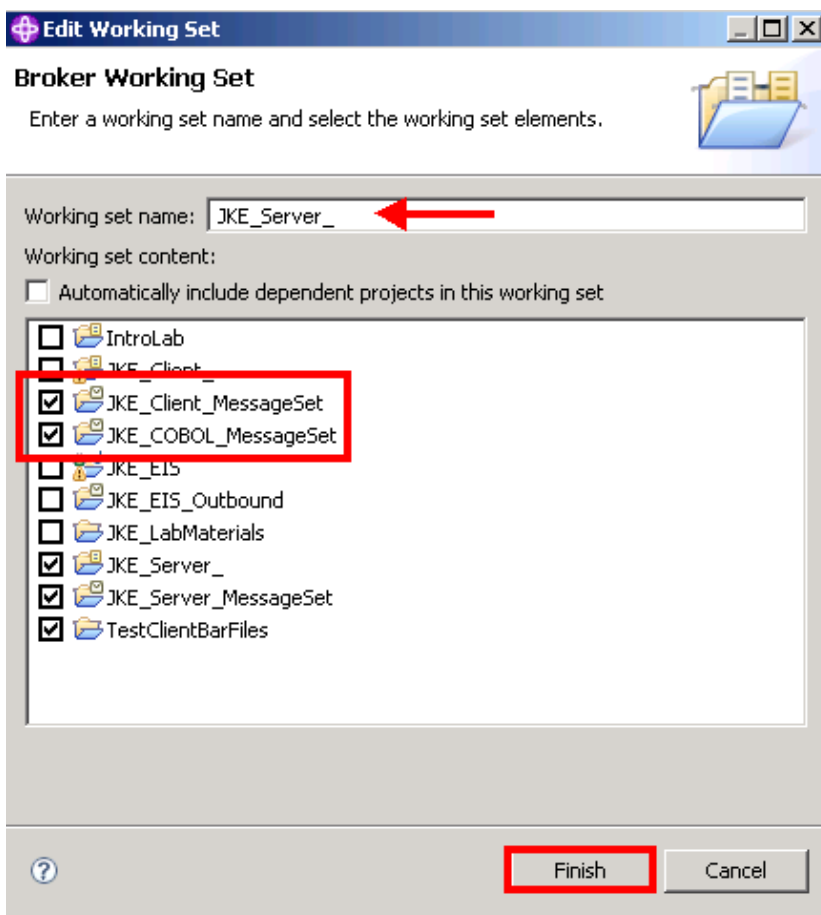 Edit Working Set
Broker Working Set
Enter a working set name and select the working set elements.
Working set name: JKE_Server_
Working set content:
Automatically include dependent projects in this working set
IntroLab
JKE_Client_
JKE_Client_MessageSet
JKE_COBOL_MessageSet
JKE_EIS
JKE_EIS_Outbound
JKE_LabMaterials
JKE_Server_
JKE_Server_MessageSet
TestClientBarFiles
? Finish Cancel